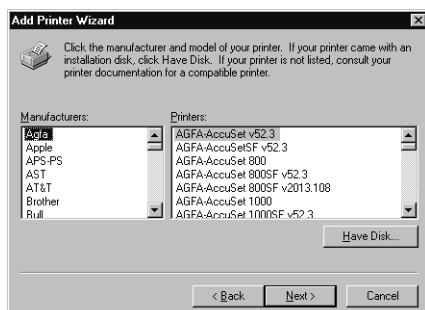 Add Printer Wizard
Click the manufacturer and model of your printer. If your printer came with an
installation disk, click Have Disk. If your printer is not listed, consult your
printer documentation for a compatible printer.
Manufacturers:
Agfa
Apple
APS-PS
AST
AT&T
Brother
Bull
Printers:
AGFA-AccuSet v52.3
AGFA-AccuSetSF v52.3
AGFA-AccuSet 800
AGFA-AccuSet 800SF v52.3
AGFA-AccuSet 800SF v2013.108
AGFA-AccuSet 1000
AGFA-AccuSet 1000SF v52.3
Have Disk...
< Back
Next >
Cancel